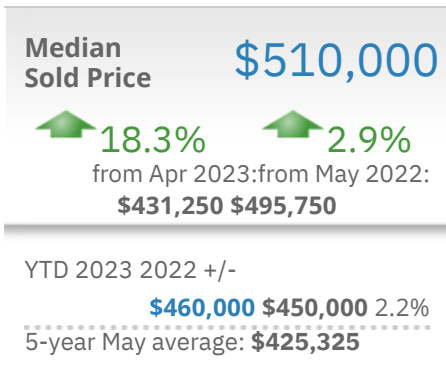 Median
Sold Price
$510,000
18.3% 2.9%
from Apr 2023:from May 2022:
$431,250 $495,750
YTD 2023 2022 +/-
$460,000 $450,000 2.2%
5-year May average: $425,325